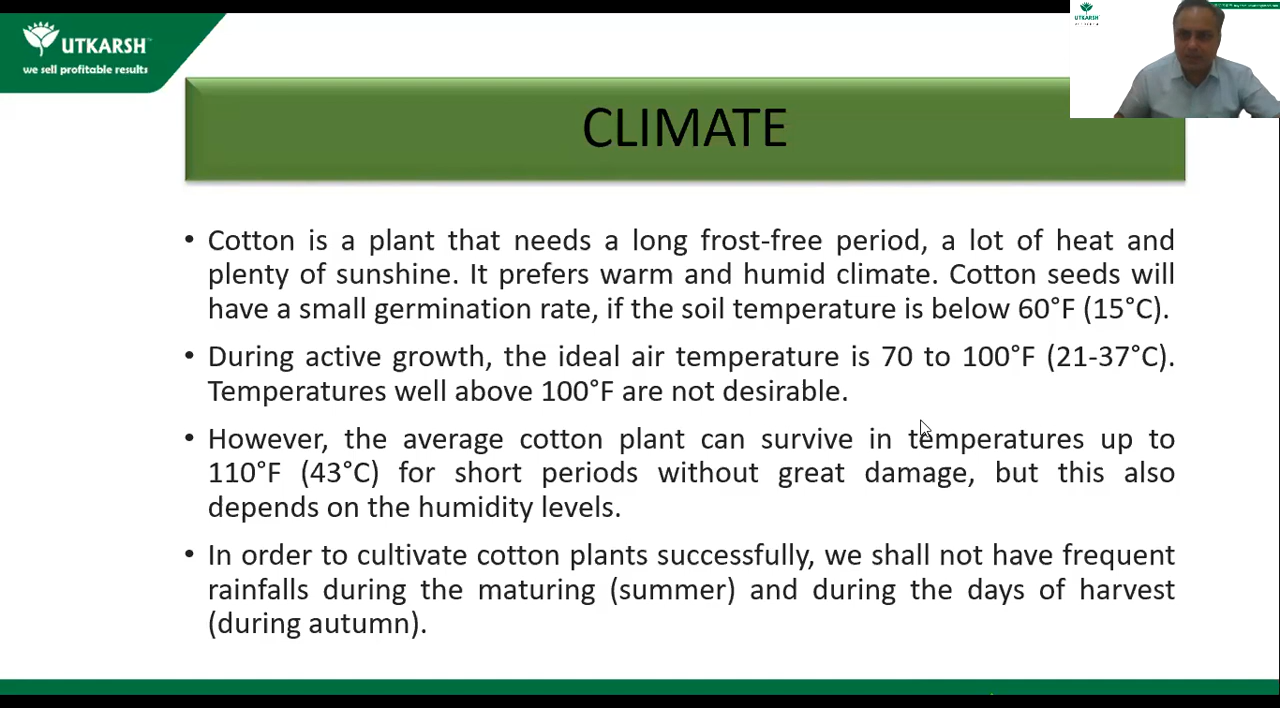 UTKARSH
we sell profitable results
UTKARSH
CLIMATE
• Cotton is a plant that needs a long frost-free period, a lot of heat and
plenty of sunshine. It prefers warm and humid climate. Cotton seeds will
have a small germination rate, if the soil temperature is below 60°F (15°C).
• During active growth, the ideal air temperature is 70 to 100°F (21-37°C).
Temperatures well above 100°F are not desirable.
• However, the average cotton plant can survive in temperatures up to
110°F (43°C) for short periods without great damage, but this also
depends on the humidity levels.
• In order to cultivate cotton plants successfully, we shall not have frequent
rainfalls during the maturing (summer) and during the days of harvest
(during autumn).